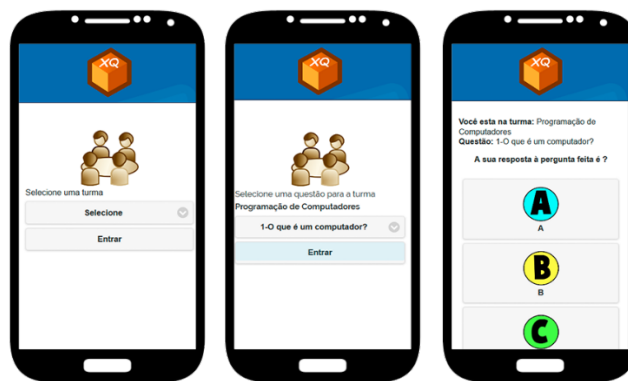 XQ
Selecione uma turma
Selecione
Entrar
XQ
Selecione uma questão para a turma
Programação de Computadores
1-O que é um computador?
Entrar
XQ
Você esta na turma: Programação de
Computadores
Questão: 1-O que é um computador?
A sua resposta à pergunta feita é ?
A
A
B
B
C